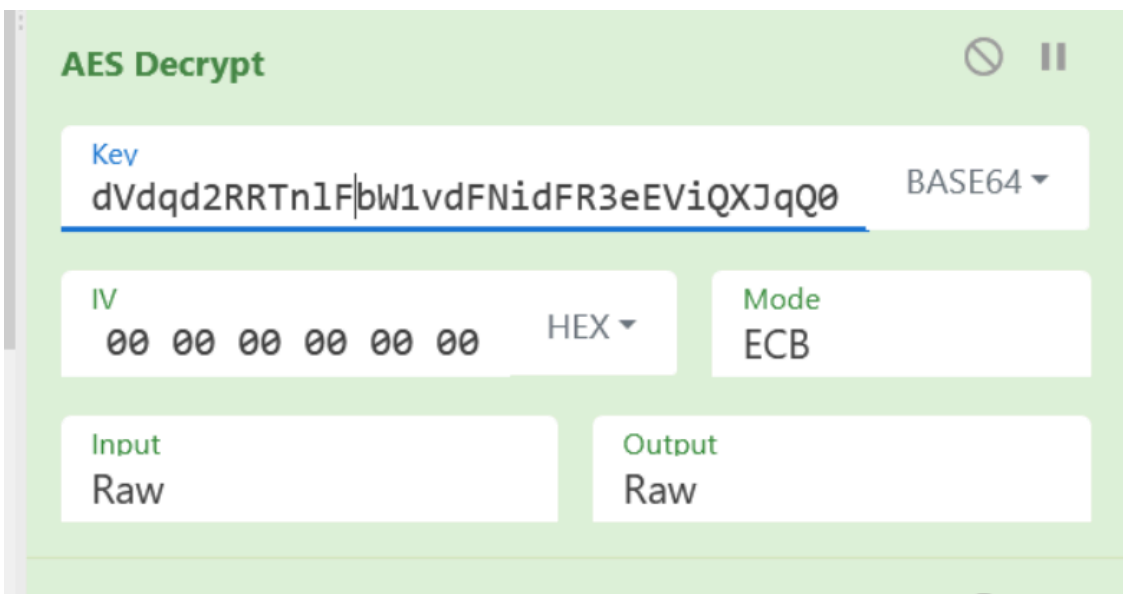 AES Decrypt
Key
dVdqd2RRTnlFbW1vdFNidFR3eEViQXJqQ0
BASE64
IV
00 00 00 00 00 00
HEX
Mode
ECB
Input
Raw
Output
Raw